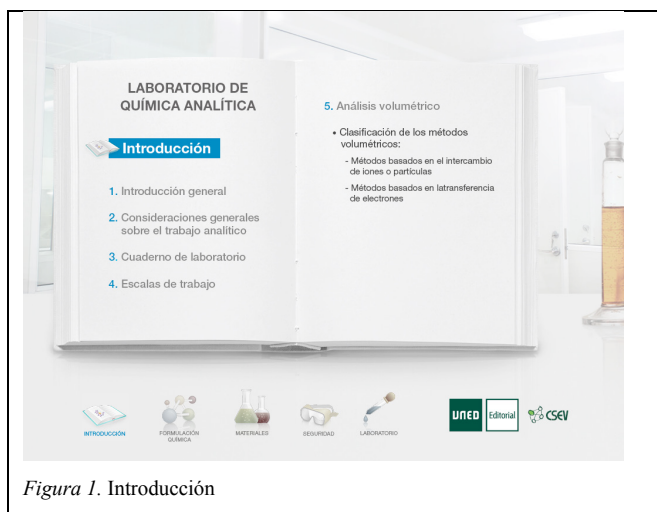 LABORATORIO DE
QUÍMICA ANALÍTICA
Introducción
1. Introducción general
2. Consideraciones generales
sobre el trabajo analítico
3. Cuaderno de laboratorio
4. Escalas de trabajo
5. Análisis volumétrico
• Clasificación de los métodos
volumétricos:
- Métodos basados en el intercambio
de iones o partículas
- Métodos basados en latransferencia
de electrones
INTRODUCCIÓN
FORMULACIÓN
QUÍMICA
MATERIALES
SEGURIDAD
LABORATORIO
UNED
Editorial
CSEV
Figura 1. Introducción